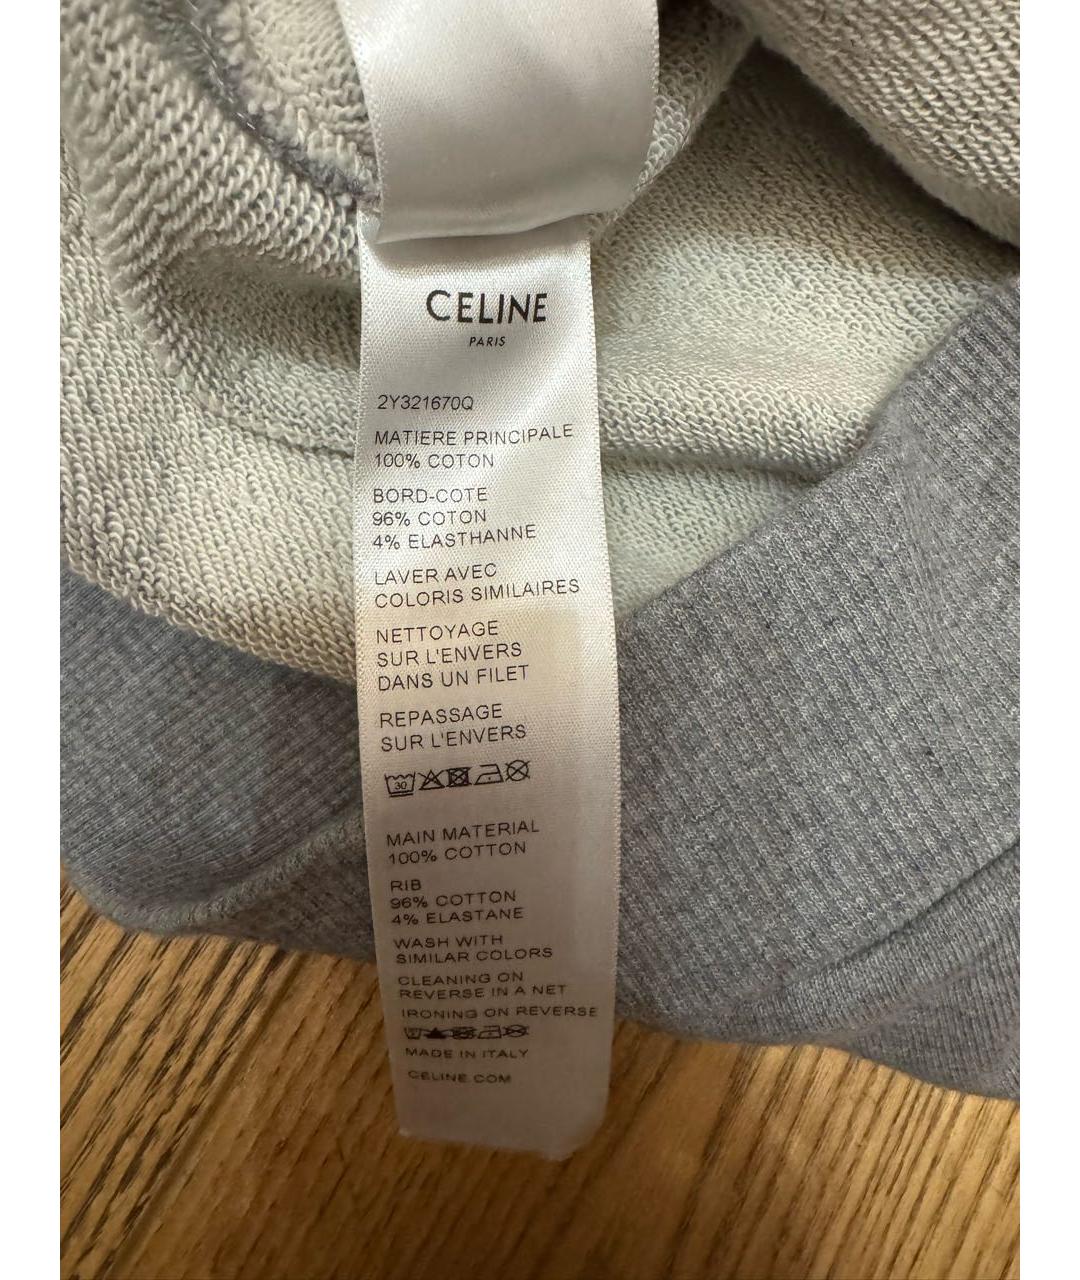 CELINE
PARIS
2Y321670Q
MATIERE PRINCIPALE
100% COTON
BORD-COTE
96% COTON
4% ELASTHANNE
LAVER AVEC
COLORIS SIMILAIRES
NETTOYAGE
SUR L'ENVERS
DANS UN FILET
REPASSAGE
SUR L'ENVERS
30
MAIN MATERIAL
100% COTTON
RIB
96% COTTON
4% ELASTANE
WASH WITH
SIMILAR COLORS
CLEANING ON
REVERSE IN A NET
IRONING ON REVERSE
MADE IN ITALY
CELINE.COM